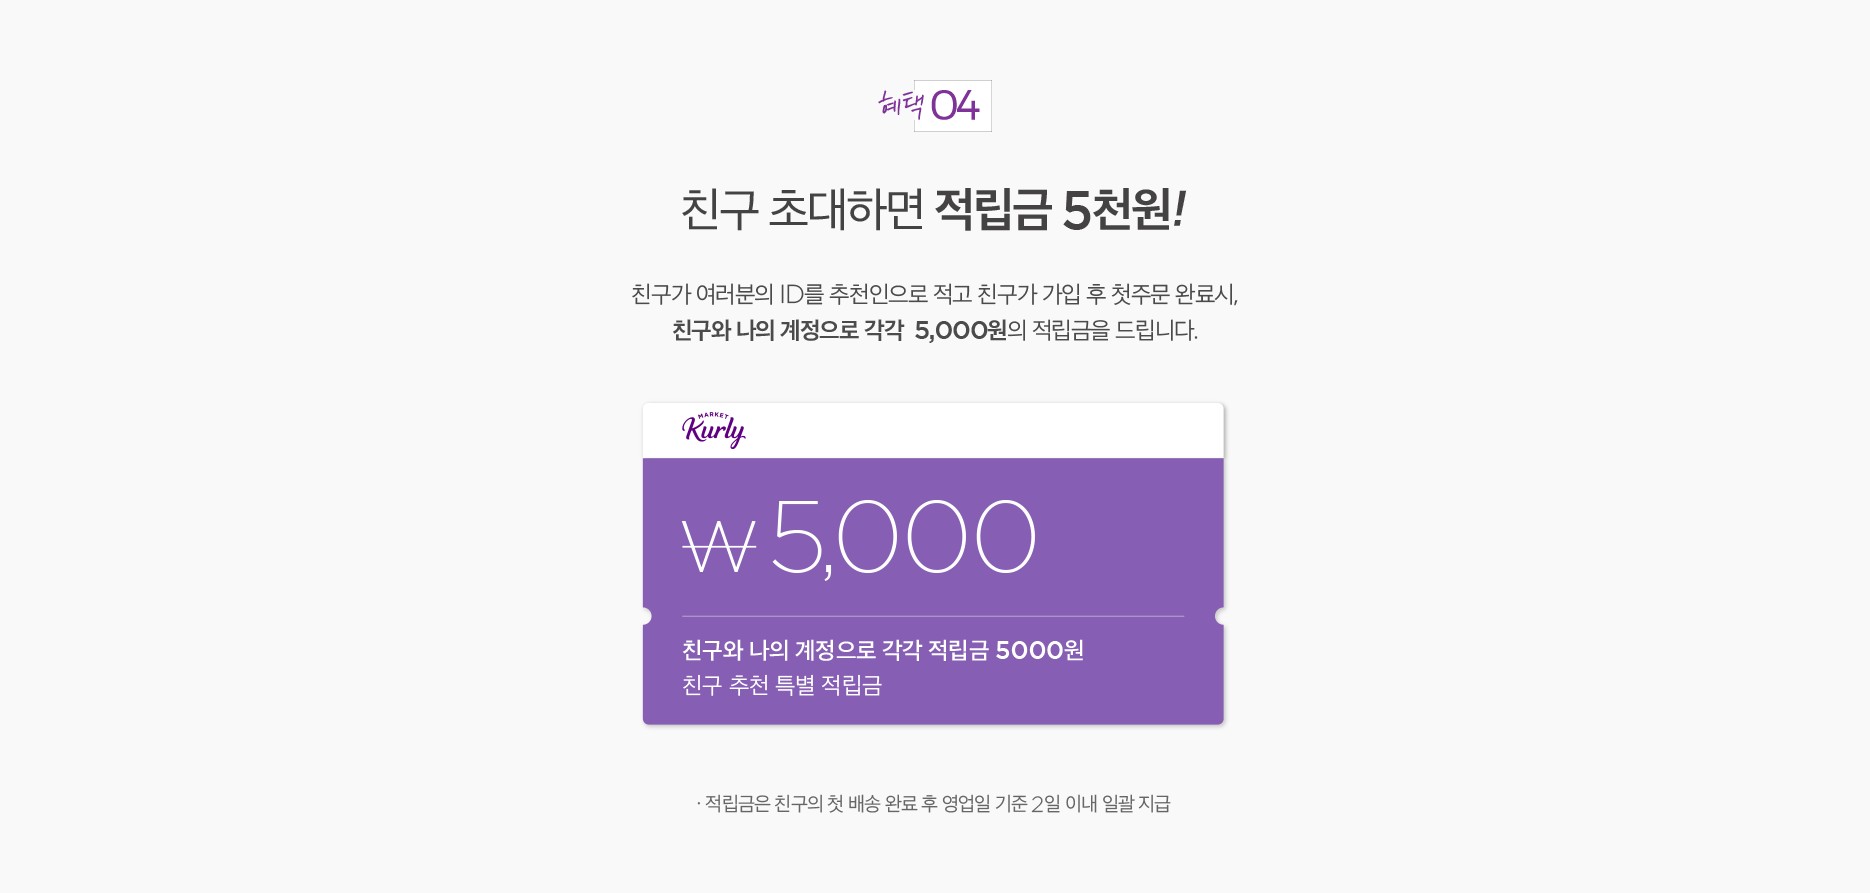 혜택 04
친구 초대하면 적립금 5천원!
친구가 여러분의 ID를 추천인으로 적고 친구가 가입 후 첫주문 완료시,
친구와 나의 계정으로 각각 5,000원의 적립금을 드립니다.
MARKET
Kurly
₩5,000
친구와 나의 계정으로 각각 적립금 5000원
친구 추천 특별 적립금
· 적립금은 친구의 첫 배송 완료 후 영업일 기준 2일 이내 일괄 지급